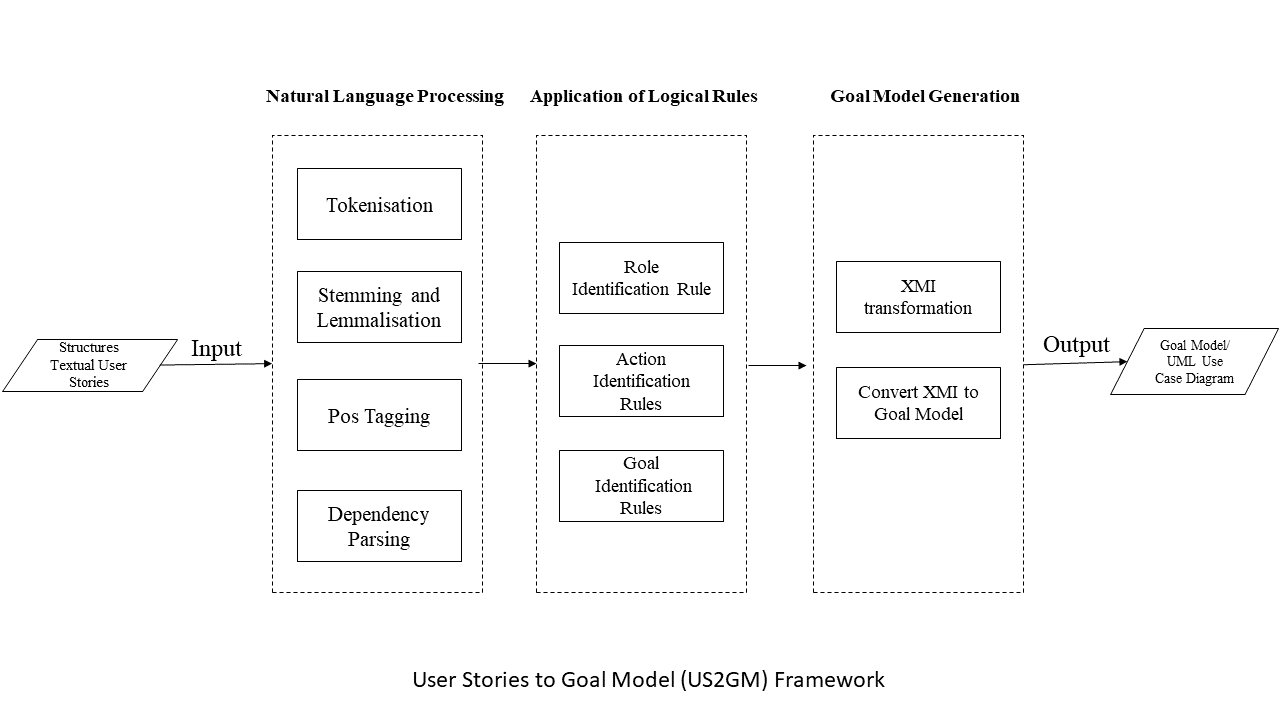 Natural Language Processing
Application of Logical Rules
Goal Model Generation
Structures
Textual User
Stories
Input
Tokenisation
Stemming and
Lemmalisation
Pos Tagging
Dependency
Parsing
Role
Identification Rule
Action
Identification
Rules
Goal
Identification
Rules
XMI
transformation
Convert XMI to
Goal Model
Output
Goal Model/
UML Use
Case Diagram
User Stories to Goal Model (US2GM) Framework